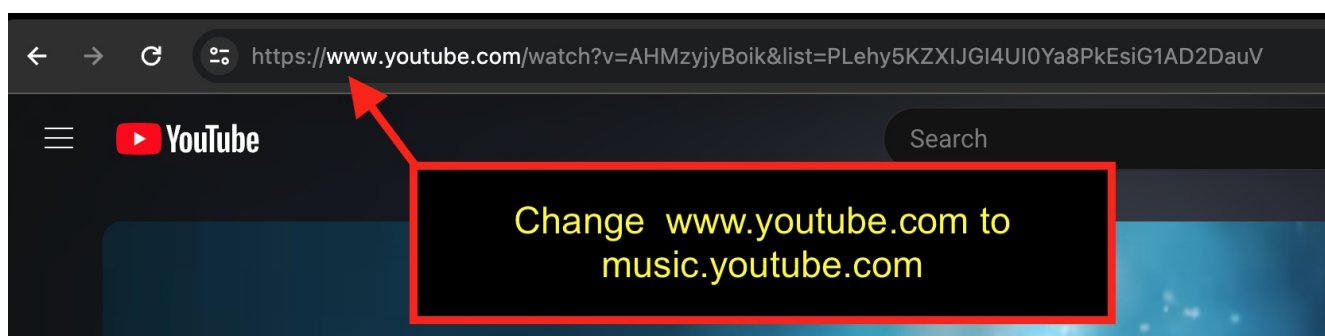 https://www.youtube.com/watch?v=AHMzyjyBoik&list=PLehy5KZXIJGI4UI0Ya8PkEsiG1AD2DauV
YouTube
Search
Change www.youtube.com to
music.youtube.com